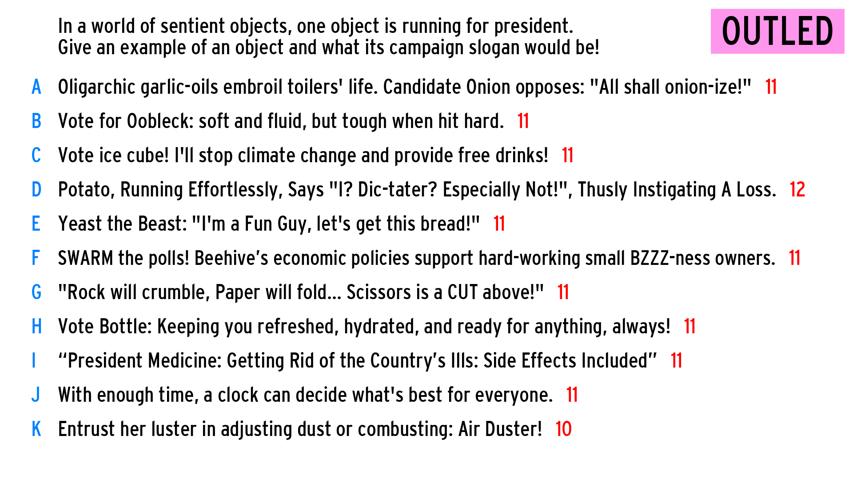 In a world of sentient objects, one object is running for president.
Give an example of an object and what its campaign slogan would be!
OUTLED
A Oligarchic garlic-oils embroil toilers' life. Candidate Onion opposes: "All shall onion-ize!" 11
B Vote for Oobleck: soft and fluid, but tough when hit hard. 11
C Vote ice cube! I'll stop climate change and provide free drinks! 11
D Potato, Running Effortlessly, Says "I? Dic-tater? Especially Not!", Thusly Instigating A Loss. 12
E Yeast the Beast: "I'm a Fun Guy, let's get this bread!" 11
F SWARM the polls! Beehive’s economic policies support hard-working small BZZZ-ness owners. 11
G "Rock will crumble, Paper will fold... Scissors is a CUT above!" 11
H Vote Bottle: Keeping you refreshed, hydrated, and ready for anything, always! 11
I “President Medicine: Getting Rid of the Country’s Ills: Side Effects Included” 11
J With enough time, a clock can decide what's best for everyone. 11
K Entrust her luster in adjusting dust or combusting: Air Duster! 10